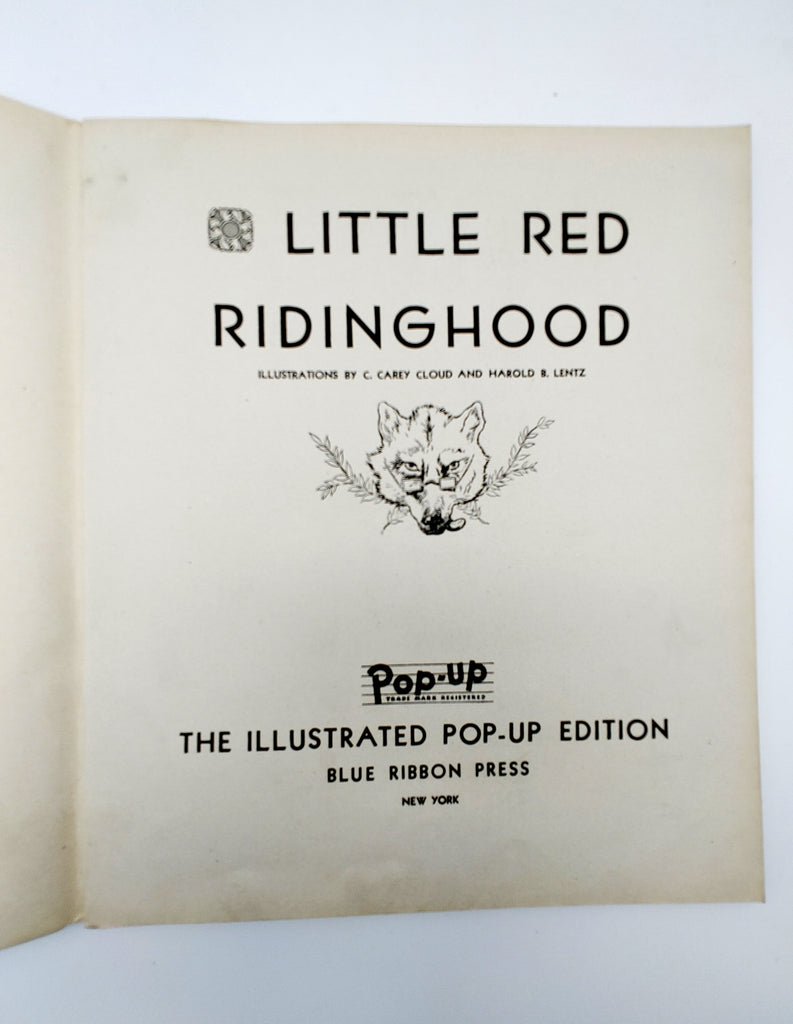 LITTLE RED
RIDINGHOOD
ILLUSTRATIONS BY C. CAREY CLOUD AND HAROLD B. LENTZ
Pop-up
TRADE MARK REGISTERED
THE ILLUSTRATED POP-UP EDITION
BLUE RIBBON PRESS
NEW YORK